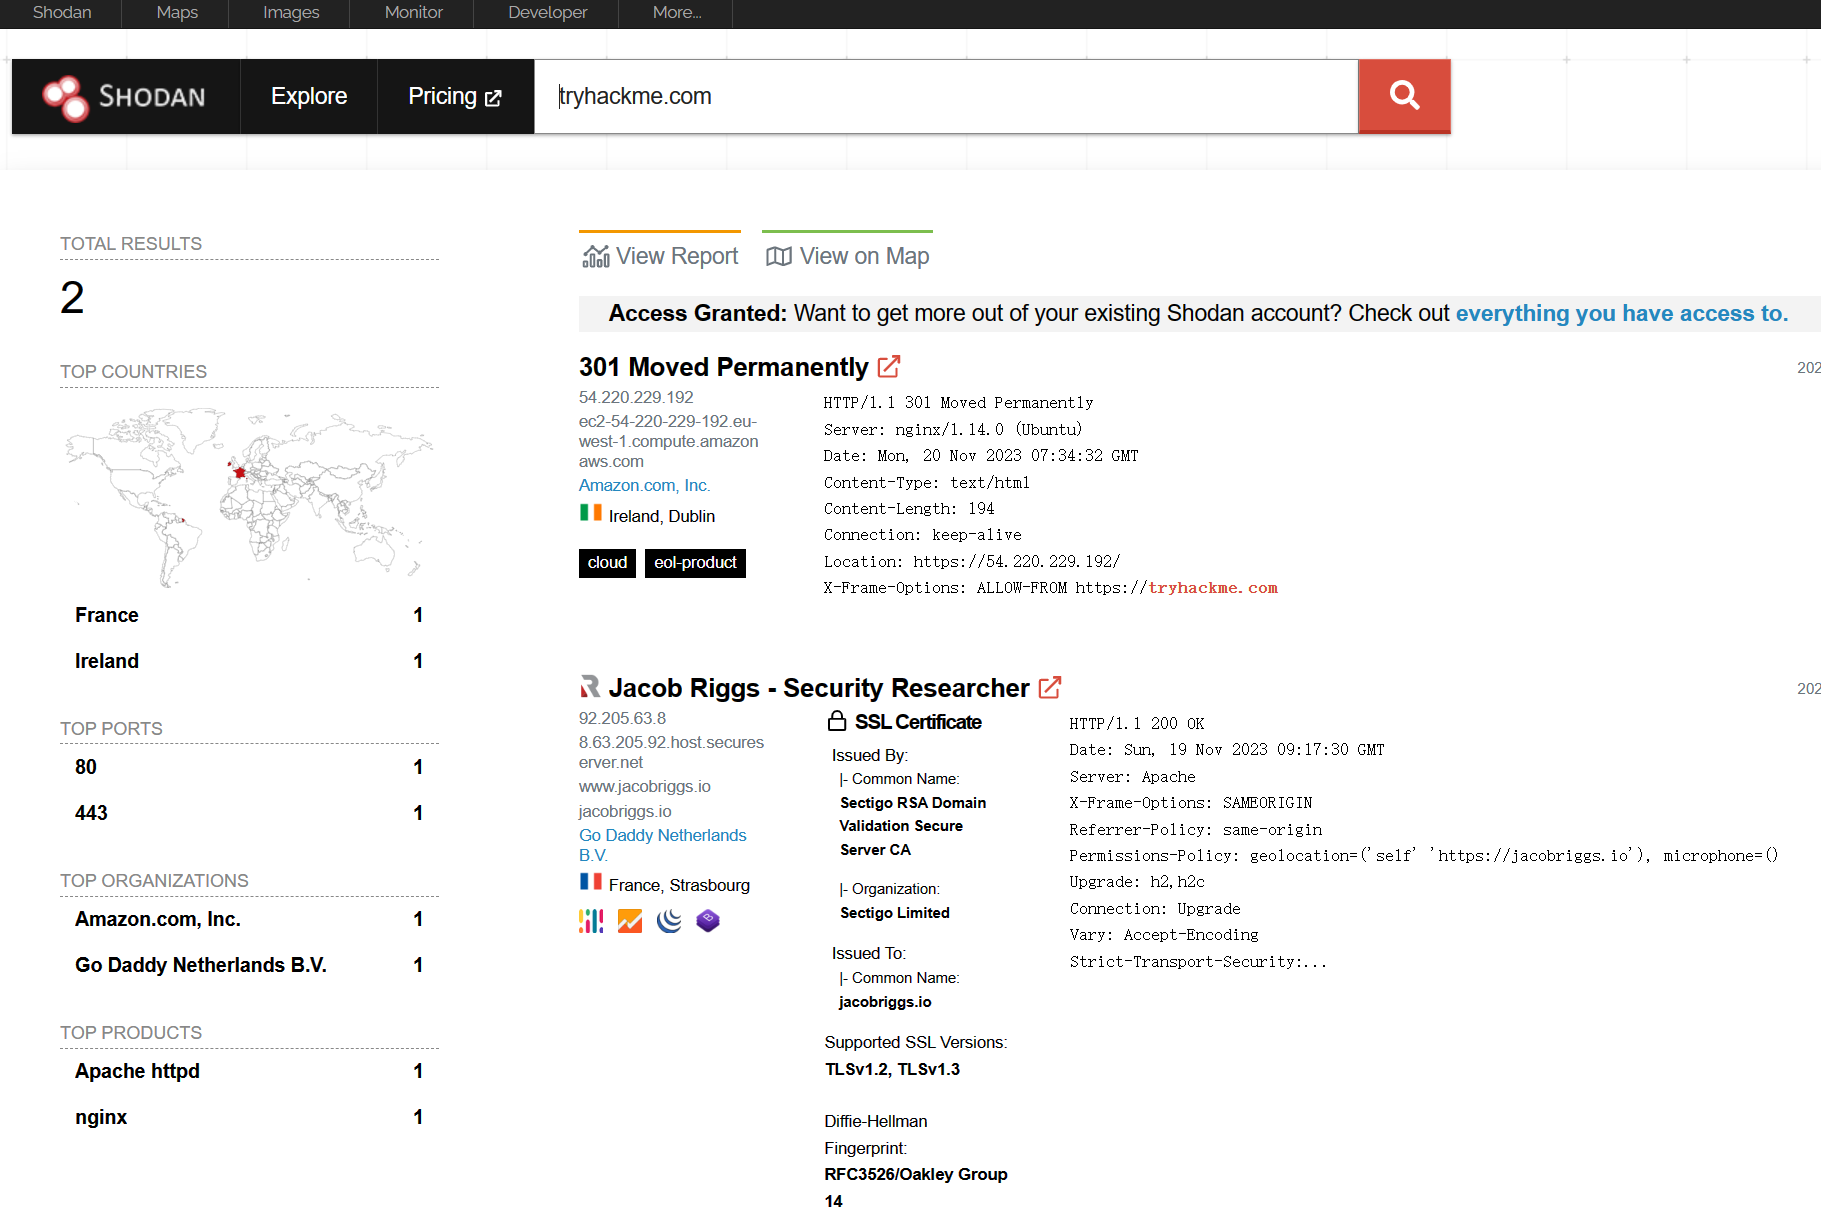 Shodan
Maps
Images
Monitor
Developer
More...
SHODAN
Explore
Pricing
tryhackme.com
TOTAL RESULTS
2
TOP COUNTRIES
France 1
Ireland 1
TOP PORTS
80 1
443 1
TOP ORGANIZATIONS
Amazon.com, Inc. 1
Go Daddy Netherlands B.V. 1
TOP PRODUCTS
Apache httpd 1
nginx 1
View Report
View on Map
Access Granted: Want to get more out of your existing Shodan account? Check out everything you have access to.
301 Moved Permanently
202
54.220.229.192
ec2-54-220-229-192.eu-
west-1.compute.amazon
aws.com
Amazon.com, Inc.
Ireland, Dublin
cloud
eol-product
HTTP/1.1 301 Moved Permanently
Server: nginx/1.14.0 (Ubuntu)
Date: Mon, 20 Nov 2023 07:34:32 GMT
Content-Type: text/html
Content-Length: 194
Connection: keep-alive
Location: https://54.220.229.192/
X-Frame-Options: ALLOW-FROM https://tryhackme.com
Jacob Riggs - Security Researcher
202
92.205.63.8
8.63.205.92.host.secures
erver.net
www.jacobriggs.io
jacobriggs.io
Go Daddy Netherlands
B.V.
France, Strasbourg
SSL Certificate
Issued By:
|- Common Name:
Sectigo RSA Domain
Validation Secure
Server CA
|- Organization:
Sectigo Limited
Issued To:
|- Common Name:
jacobriggs.io
Supported SSL Versions:
TLSv1.2, TLSv1.3
Diffie-Hellman
Fingerprint:
RFC3526/Oakley Group
14
HTTP/1.1 200 OK
Date: Sun, 19 Nov 2023 09:17:30 GMT
Server: Apache
X-Frame-Options: SAMEORIGIN
Referrer-Policy: same-origin
Permissions-Policy: geolocation=('self' 'https://jacobriggs.io'), microphone=()
Upgrade: h2,h2c
Connection: Upgrade
Vary: Accept-Encoding
Strict-Transport-Security:...